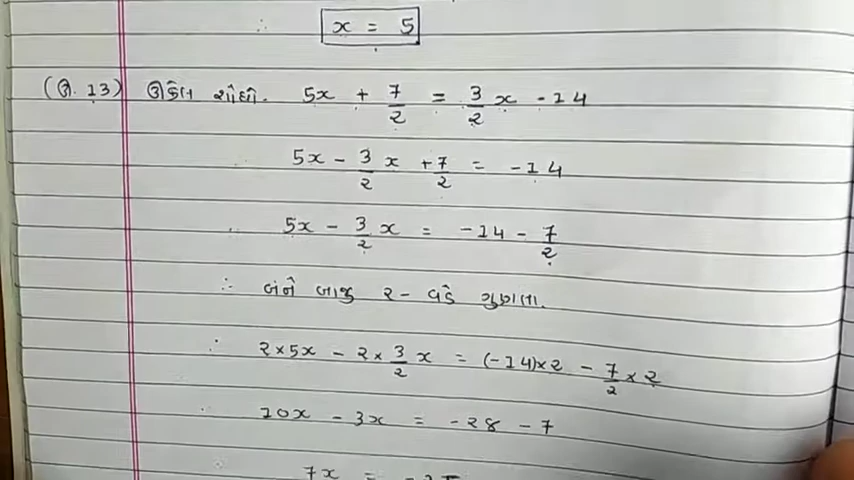 x = 5
(ઉ. 13) ઉકેલ શોધો. 5x + 7/2 = 3/2 x - 14
5x - 3/2 x + 7/2 = -14
5x - 3/2 x = -14 - 7/2
∴ બંને બાજુ 2 - વડે ગુણતા.
2 × 5x - 2 × 3/2 x = (-14) × 2 - 7/2 × 2
10x - 3x = -28 - 7
7x =